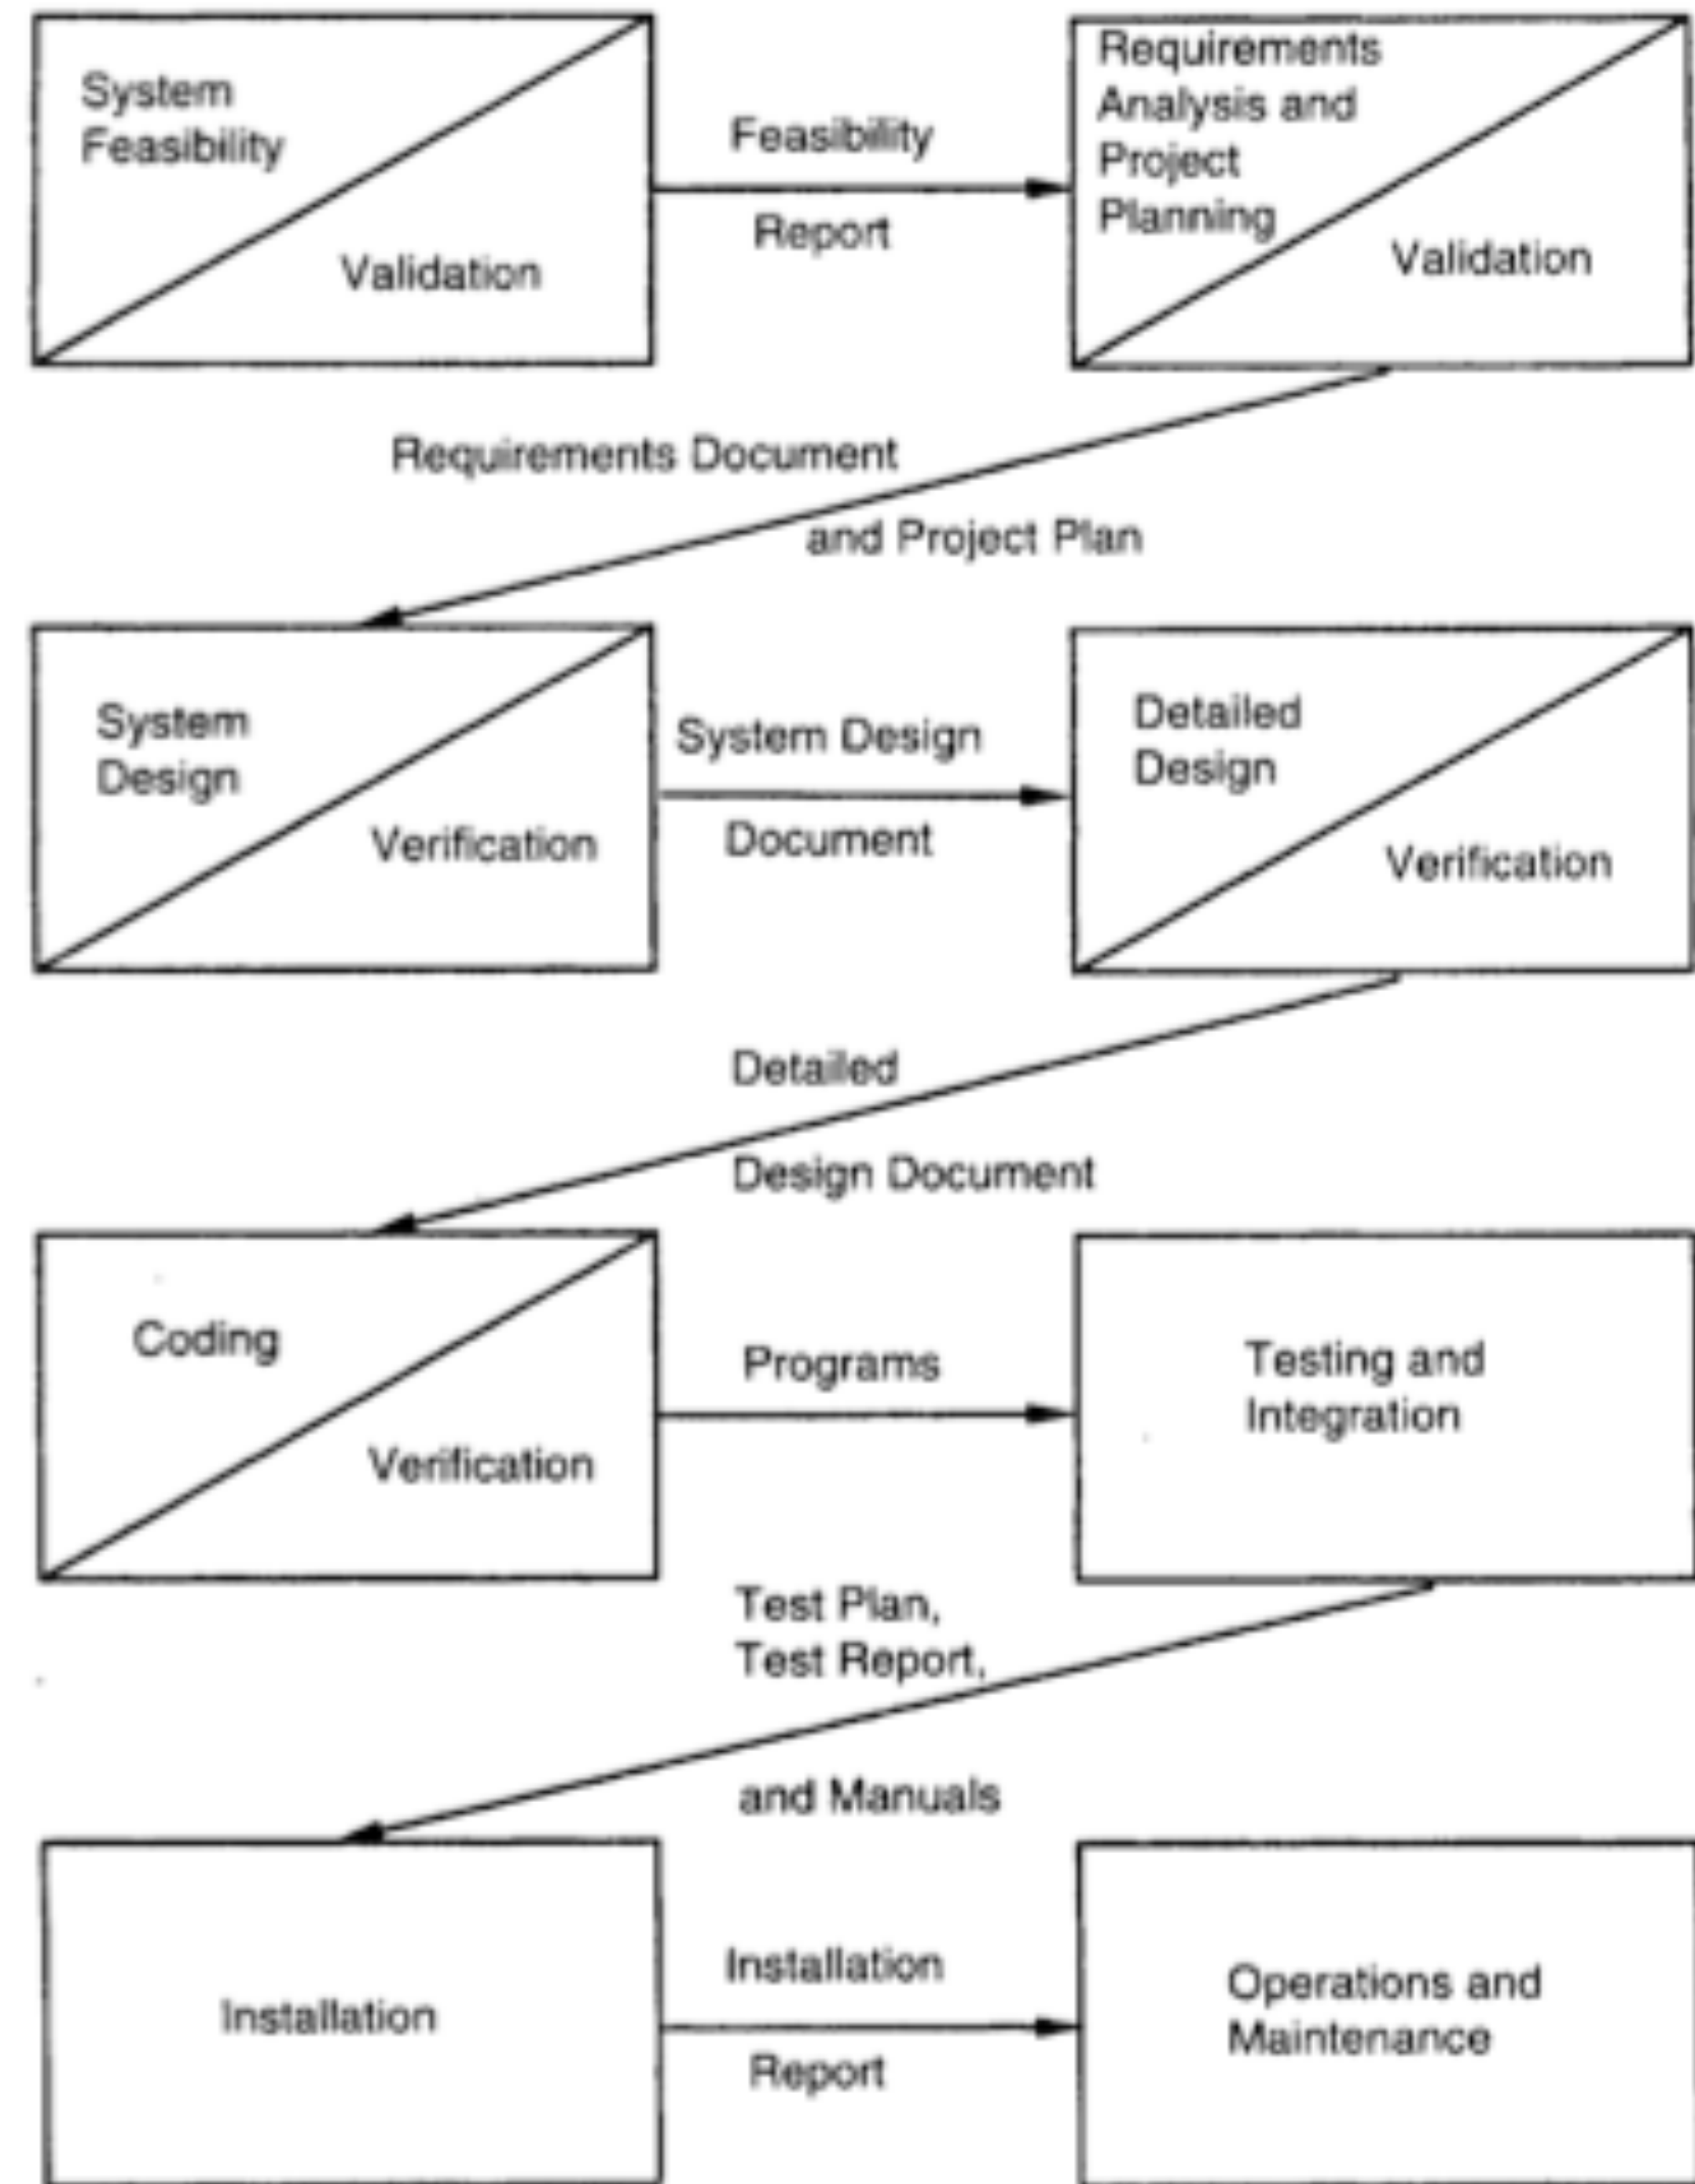 System
Feasibility
Validation
Feasibility
Report
Requirements
Analysis and
Project
Planning
Validation
Requirements Document
and Project Plan
System
Design
Verification
System Design
Document
Detailed
Design
Verification
Detailed
Design Document
Coding
Verification
Programs
Testing and
Integration
Test Plan,
Test Report,
and Manuals
Installation
Installation
Report
Operations and
Maintenance